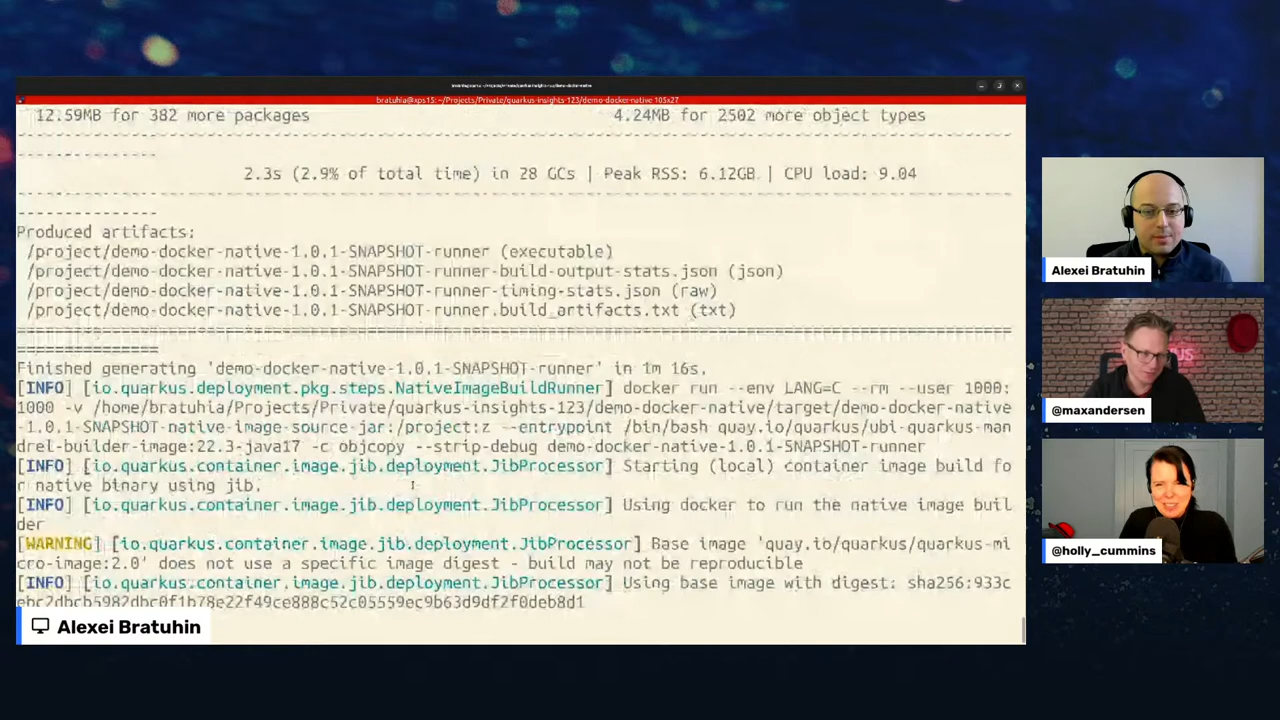 bratuhia@xps15: ~/Projects/Private/quarkus-insights-123/demo-docker-native 105x27
12.59MB for 382 more packages 4.24MB for 2502 more object types
--------------
2.3s (2.9% of total time) in 28 GCs | Peak RSS: 6.12GB | CPU load: 9.04
--------------
Produced artifacts:
/project/demo-docker-native-1.0.1-SNAPSHOT-runner (executable)
/project/demo-docker-native-1.0.1-SNAPSHOT-runner-build-output-stats.json (json)
/project/demo-docker-native-1.0.1-SNAPSHOT-runner-timing-stats.json (raw)
/project/demo-docker-native-1.0.1-SNAPSHOT-runner.build_artifacts.txt (txt)
==============
Finished generating 'demo-docker-native-1.0.1-SNAPSHOT-runner' in 1m 16s.
[INFO] [io.quarkus.deployment.pkg.steps.NativeImageBuildRunner] docker run --env LANG=C --rm --user 1000:
1000 -v /home/bratuhia/Projects/Private/quarkus-insights-123/demo-docker-native/target/demo-docker-native
-1.0.1-SNAPSHOT-native-image-source-jar:/project:z --entrypoint /bin/bash quay.io/quarkus/ubi-quarkus-man
drel-builder-image:22.3-java17 -c objcopy --strip-debug demo-docker-native-1.0.1-SNAPSHOT-runner
[INFO] [io.quarkus.container.image.jib.deployment.JibProcessor] Starting (local) container image build fo
r native binary using jib.
[INFO] [io.quarkus.container.image.jib.deployment.JibProcessor] Using docker to run the native image buil
der
[WARNING] [io.quarkus.container.image.jib.deployment.JibProcessor] Base image 'quay.io/quarkus/quarkus-mi
cro-image:2.0' does not use a specific image digest - build may not be reproducible
[INFO] [io.quarkus.container.image.jib.deployment.JibProcessor] Using base image with digest: sha256:933c
ebc2dbcb5982dbc0f1b78e22f49ce888c52c05559ec9b63d9df2f0deb8d1
Alexei Bratuhin
Alexei Bratuhin
@maxandersen
@holly_cummins